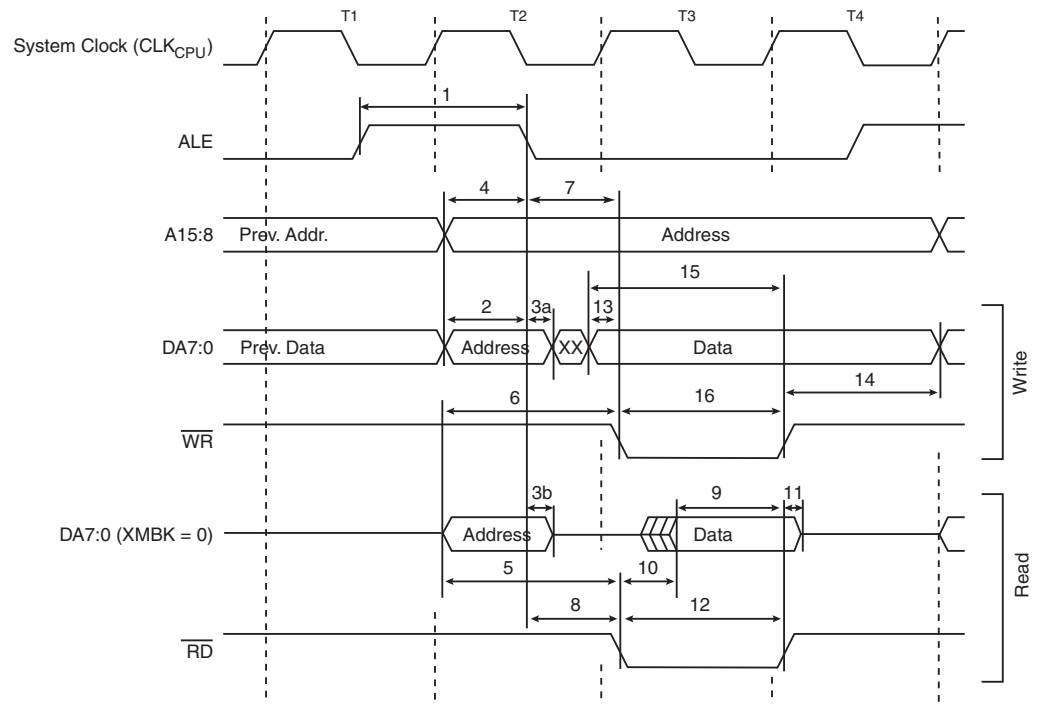 T1 T2 T3 T4
System Clock (CLKCPU)
1
ALE
4 7
A15:8 Prev. Addr. Address
15
2 3a 13
DA7:0 Prev. Data Address XX Data
14
6 16
WR
Write
3b 9 11
DA7:0 (XMBK = 0) Address Data
5 10
8 12
RD
Read